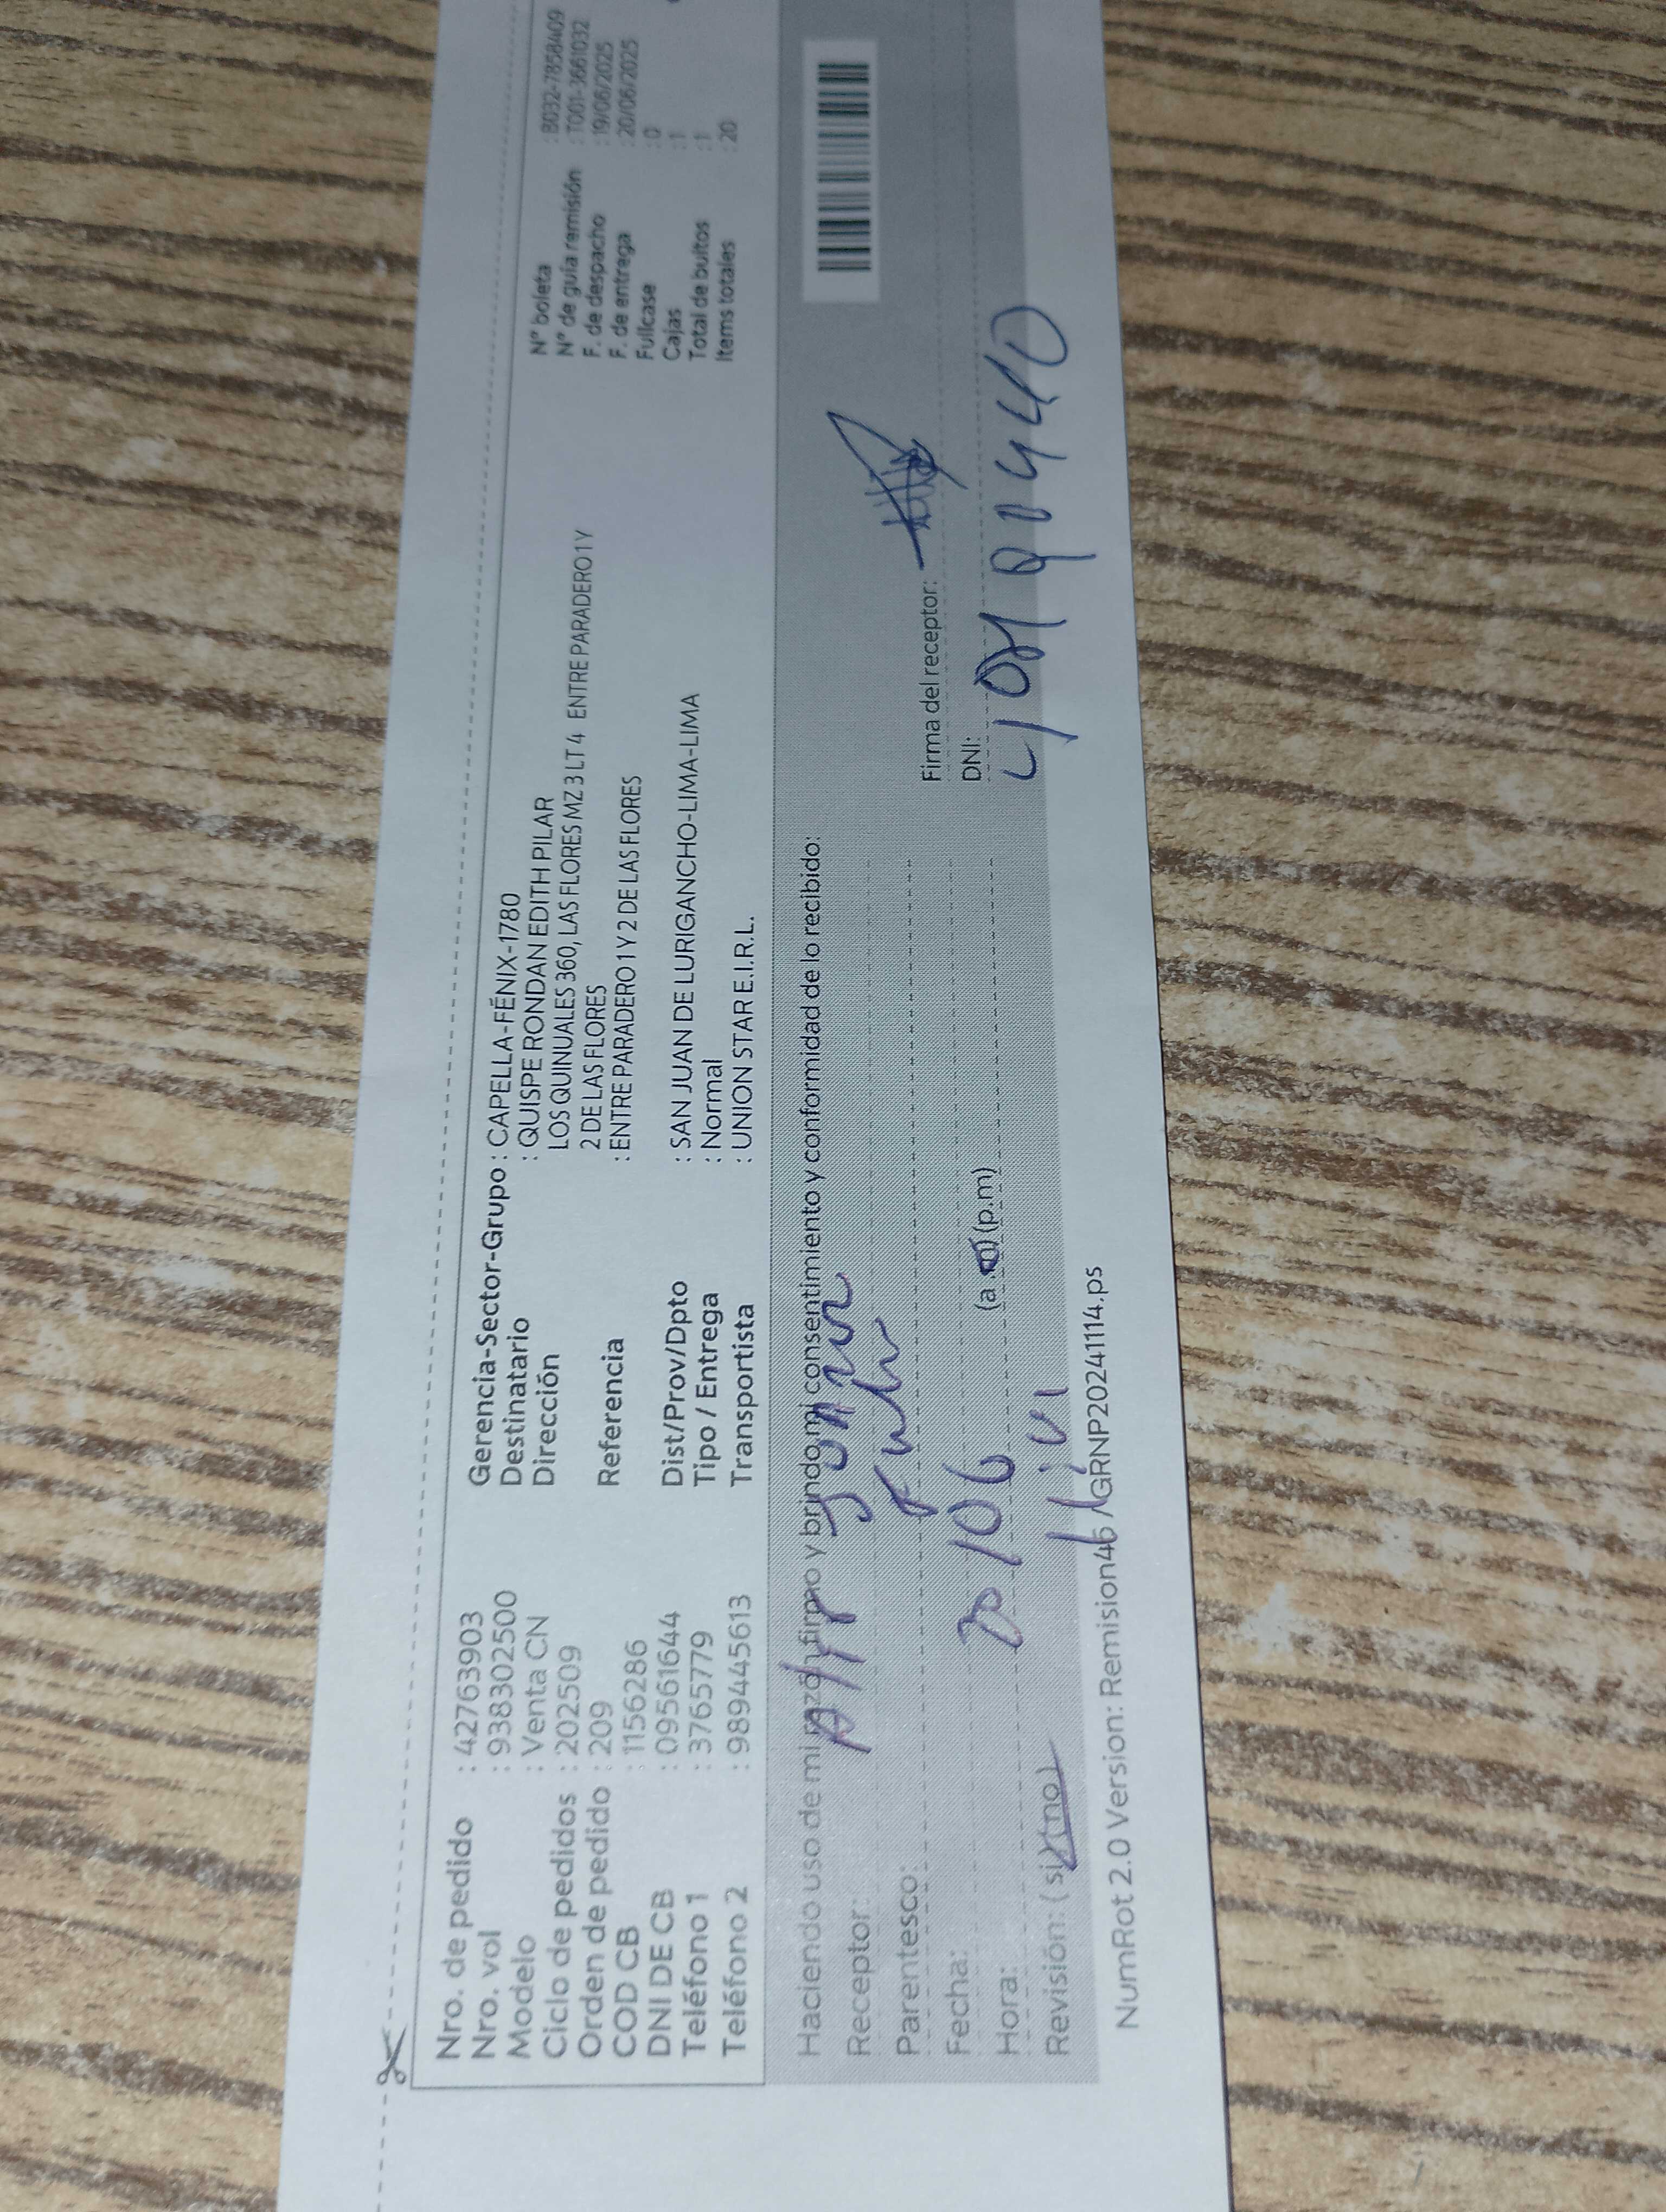 Nro. de pedido : 42763903
Nro. vol : 9383302500
Modelo : Venta CN
Ciclo de pedidos : 202509
Orden de pedido : 209
COD CB : 1156286
DNI DE CB : 09561644
Teléfono 1 : 3765779
Teléfono 2 : 989445613
Gerencia-Sector-Grupo : CAPELLA-FÉNIX-1780
Destinatario : QUISPE RONDAN EDITH PILAR
Dirección LOS QUINUALES 360, LAS FLORES MZ 3 LT 4 ENTRE PARADERO 1 Y
2 DE LAS FLORES
Referencia : ENTRE PARADERO 1 Y 2 DE LAS FLORES
Dist/Prov/Dpto : SAN JUAN DE LURIGANCHO-LIMA-LIMA
Tipo / Entrega : Normal
Transportista : UNION STAR E.I.R.L.
N° boleta : B032-7858409
N° de guía remisión : T001-3661032
F. de despacho : 19/06/2025
F. de entrega : 20/06/2025
Fullcase : 0
Cajas : 1
Total de bultos : 1
Items totales : 20
Haciendo uso de mi razón firmo y brindo mi consentimiento y conformidad de lo recibido:
Receptor:
Parentesco:
Fecha: 20/06
Hora: (a.m) (p.m)
Revisión: (si/no)
Firma del receptor:
DNI:
NumRot 2.0 Version: Remision46 /GRNP20241114.ps